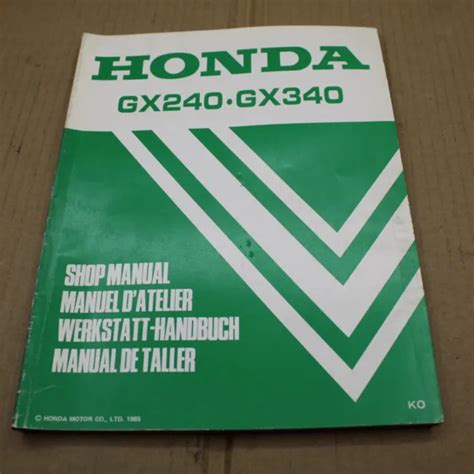 HONDA
GX240·GX340
SHOP MANUAL
MANUEL D'ATELIER
WERKSTATT-HANDBUCH
MANUAL DE TALLER
© HONDA MOTOR CO., LTD. 1985
KO